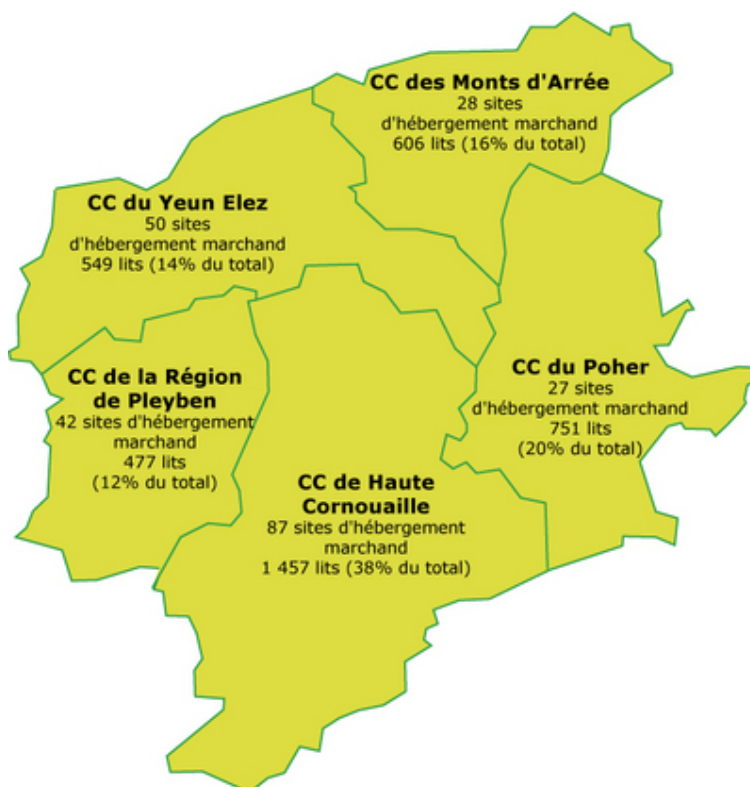 CC des Monts d'Arrée
28 sites
d'hébergement marchand
606 lits (16% du total)
CC du Yeun Elez
50 sites
d'hébergement marchand
549 lits (14% du total)
CC de la Région
de Pleyben
42 sites d'hébergement
marchand
477 lits
(12% du total)
CC du Poher
27 sites
d'hébergement marchand
751 lits
(20% du total)
CC de Haute
Cornouaille
87 sites d'hébergement
marchand
1 457 lits (38% du total)